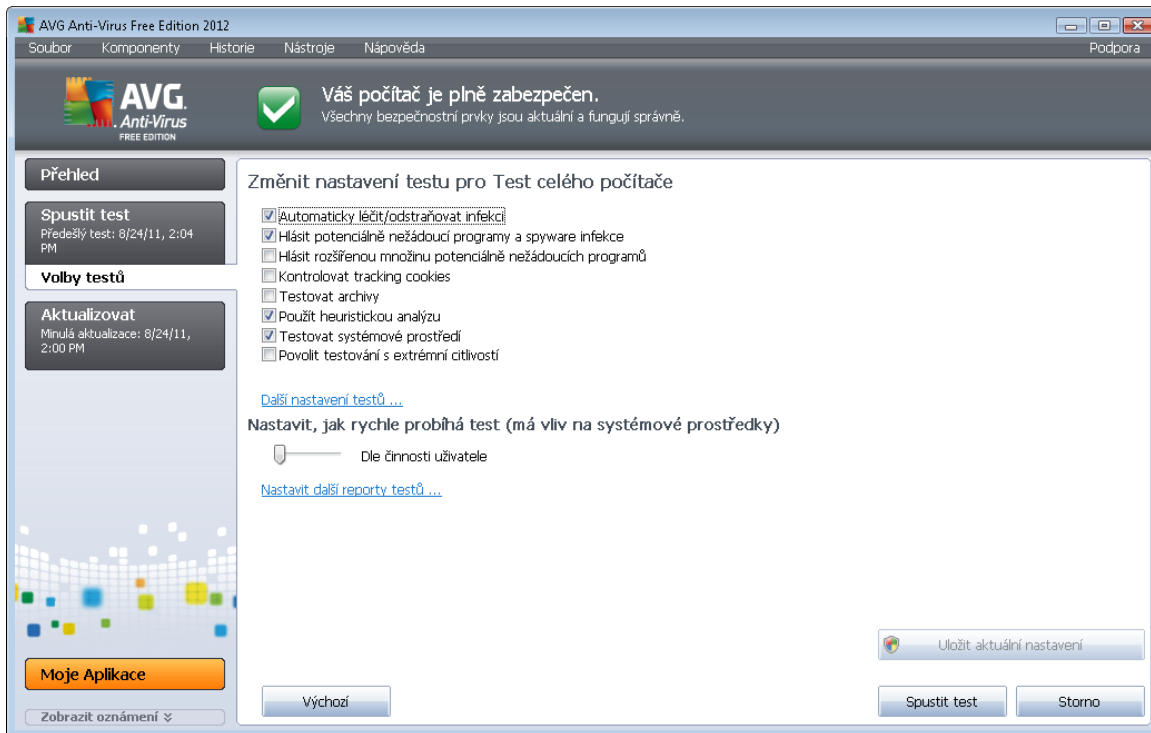 AVG Anti-Virus Free Edition 2012
Soubor Komponenty Historie Nástroje Nápověda Podpora
AVG.
Anti-Virus
FREE EDITION
Váš počítač je plně zabezpečen.
Všechny bezpečnostní prvky jsou aktuální a fungují správně.
Přehled
Spustit test
Předešlý test: 8/24/11, 2:04
PM
Volby testů
Aktualizovat
Minulá aktualizace: 8/24/11,
2:00 PM
Moje Aplikace
Zobrazit oznámení
Změnit nastavení testu pro Test celého počítače
Automaticky léčit/odstraňovat infekci
Hlásit potenciálně nežádoucí programy a spyware infekce
Hlásit rozšířenou množinu potenciálně nežádoucích programů
Kontrolovat tracking cookies
Testovat archivy
Použít heuristickou analýzu
Testovat systémové prostředí
Povolit testování s extrémní citlivostí
Další nastavení testů ...
Nastavit, jak rychle probíhá test (má vliv na systémové prostředky)
Dle činnosti uživatele
Nastavit další reporty testů ...
Uložit aktuální nastavení
Výchozí
Spustit test
Storno